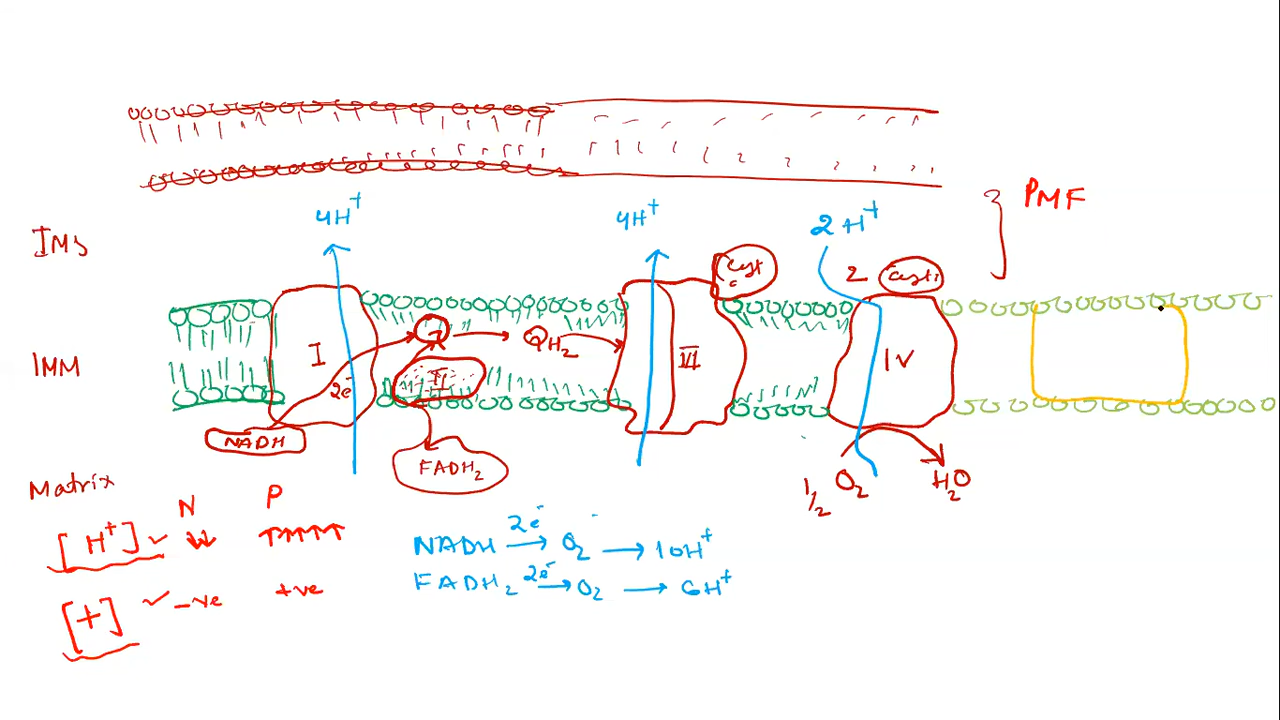 PMF
4H⁺ 4H⁺ 2H⁺
IMS
Cyt c
2 Cyt c
I
Q
QH₂
III
IV
IMM
2e⁻
II
NADH
FADH₂
Matrix
1/2 O₂ H₂O
N P
[H⁺] ✓ ↓↓ ↑↑↑↑↑
NADH 2e⁻→ O₂ → 10H⁺
FADH₂ 2e⁻→ O₂ → 6H⁺
[+] ✓ -ve +ve